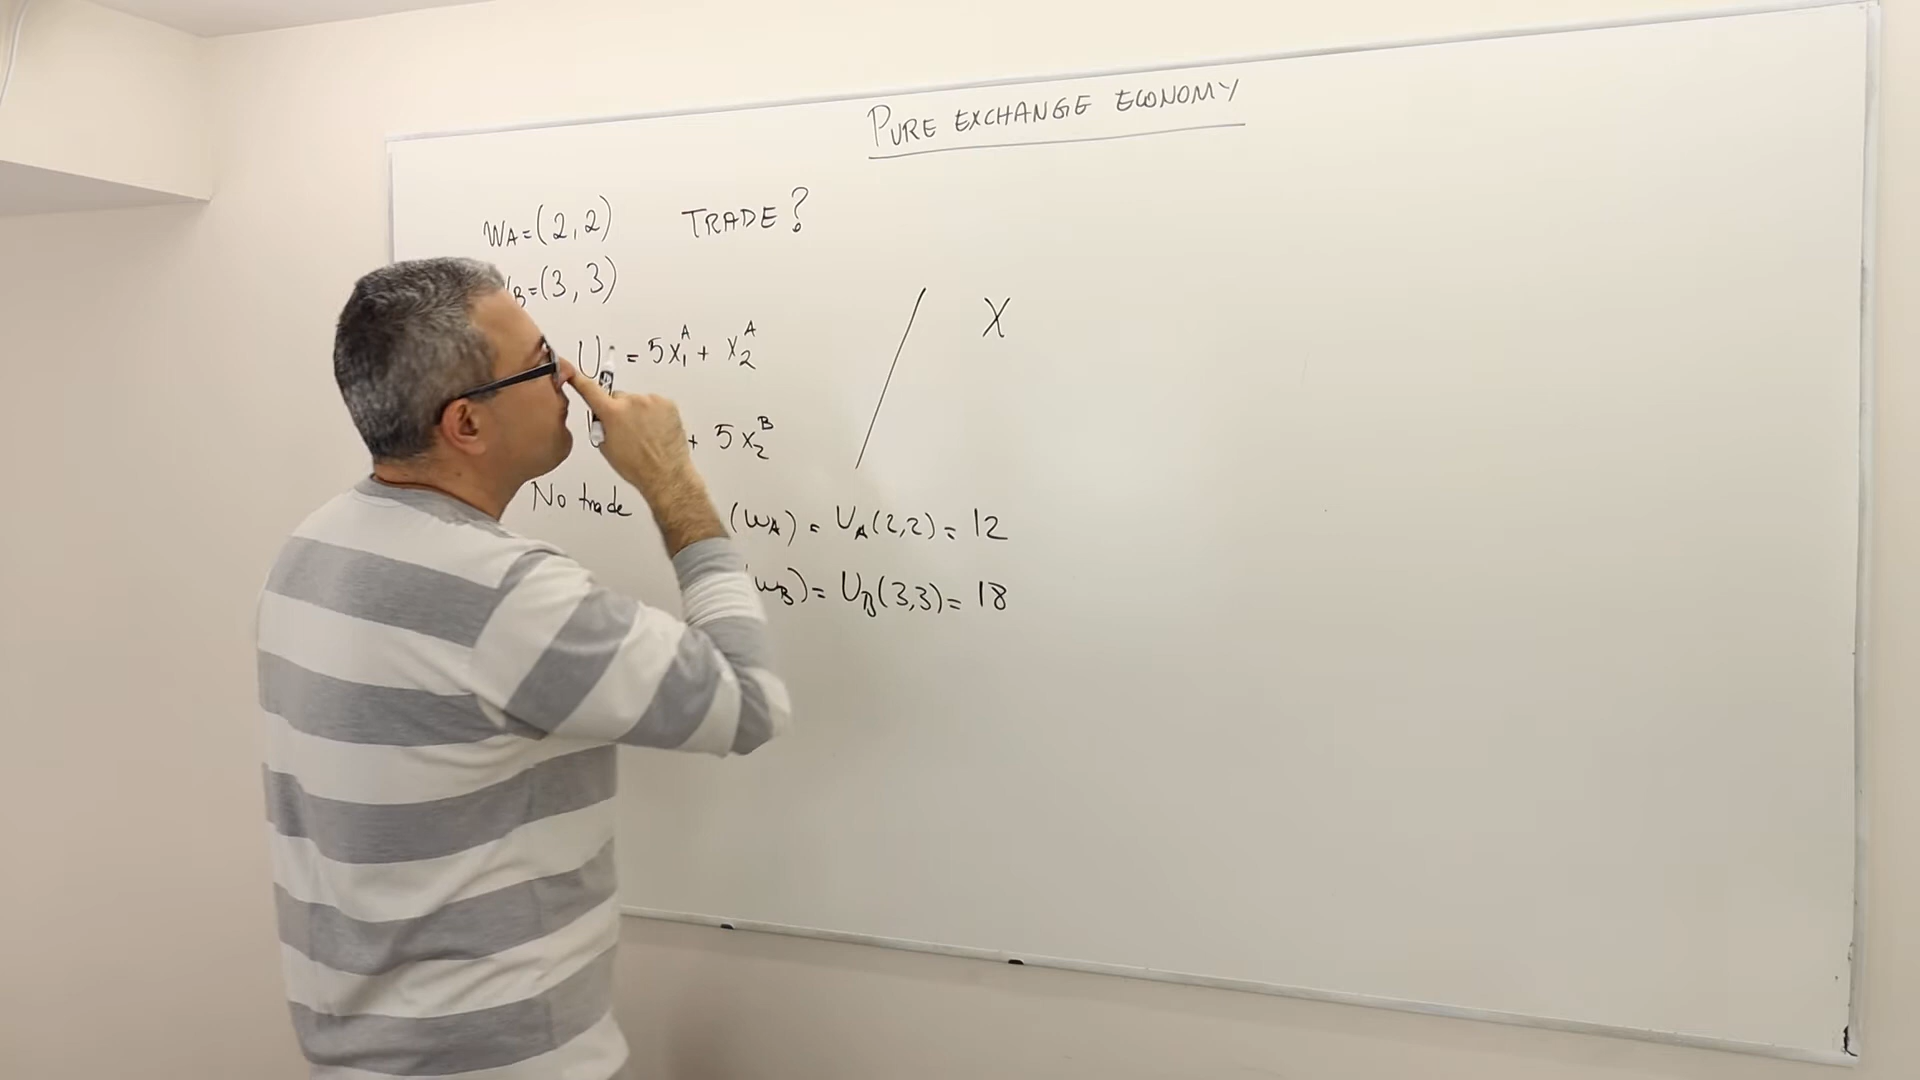 PURE EXCHANGE ECONOMY
WA=(2,2) TRADE?
B=(3,3)
U = 5x₁ᴬ + x₂ᴬ
+ 5x₂ᴮ
X
No trade (WA) = UA(2,2) = 12
(WB) = UB(3,3) = 18